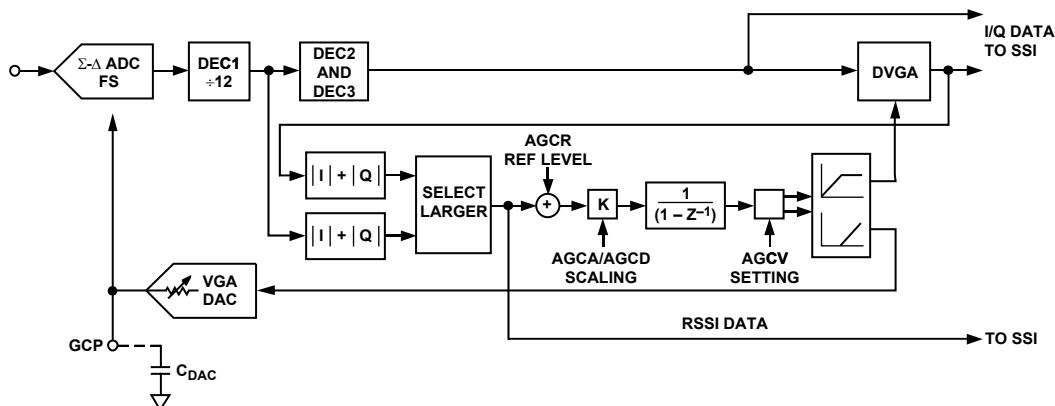 Σ-Δ ADC
FS
DEC1
÷12
DEC2
AND
DEC3
DVGA
I/Q DATA
TO SSI
|I| + |Q|
|I| + |Q|
SELECT
LARGER
AGCR
REF LEVEL
+
K
AGCA/AGCD
SCALING
1
(1 – Z–1)
AGCV
SETTING
VGA
DAC
GCP
CDAC
RSSI DATA
TO SSI